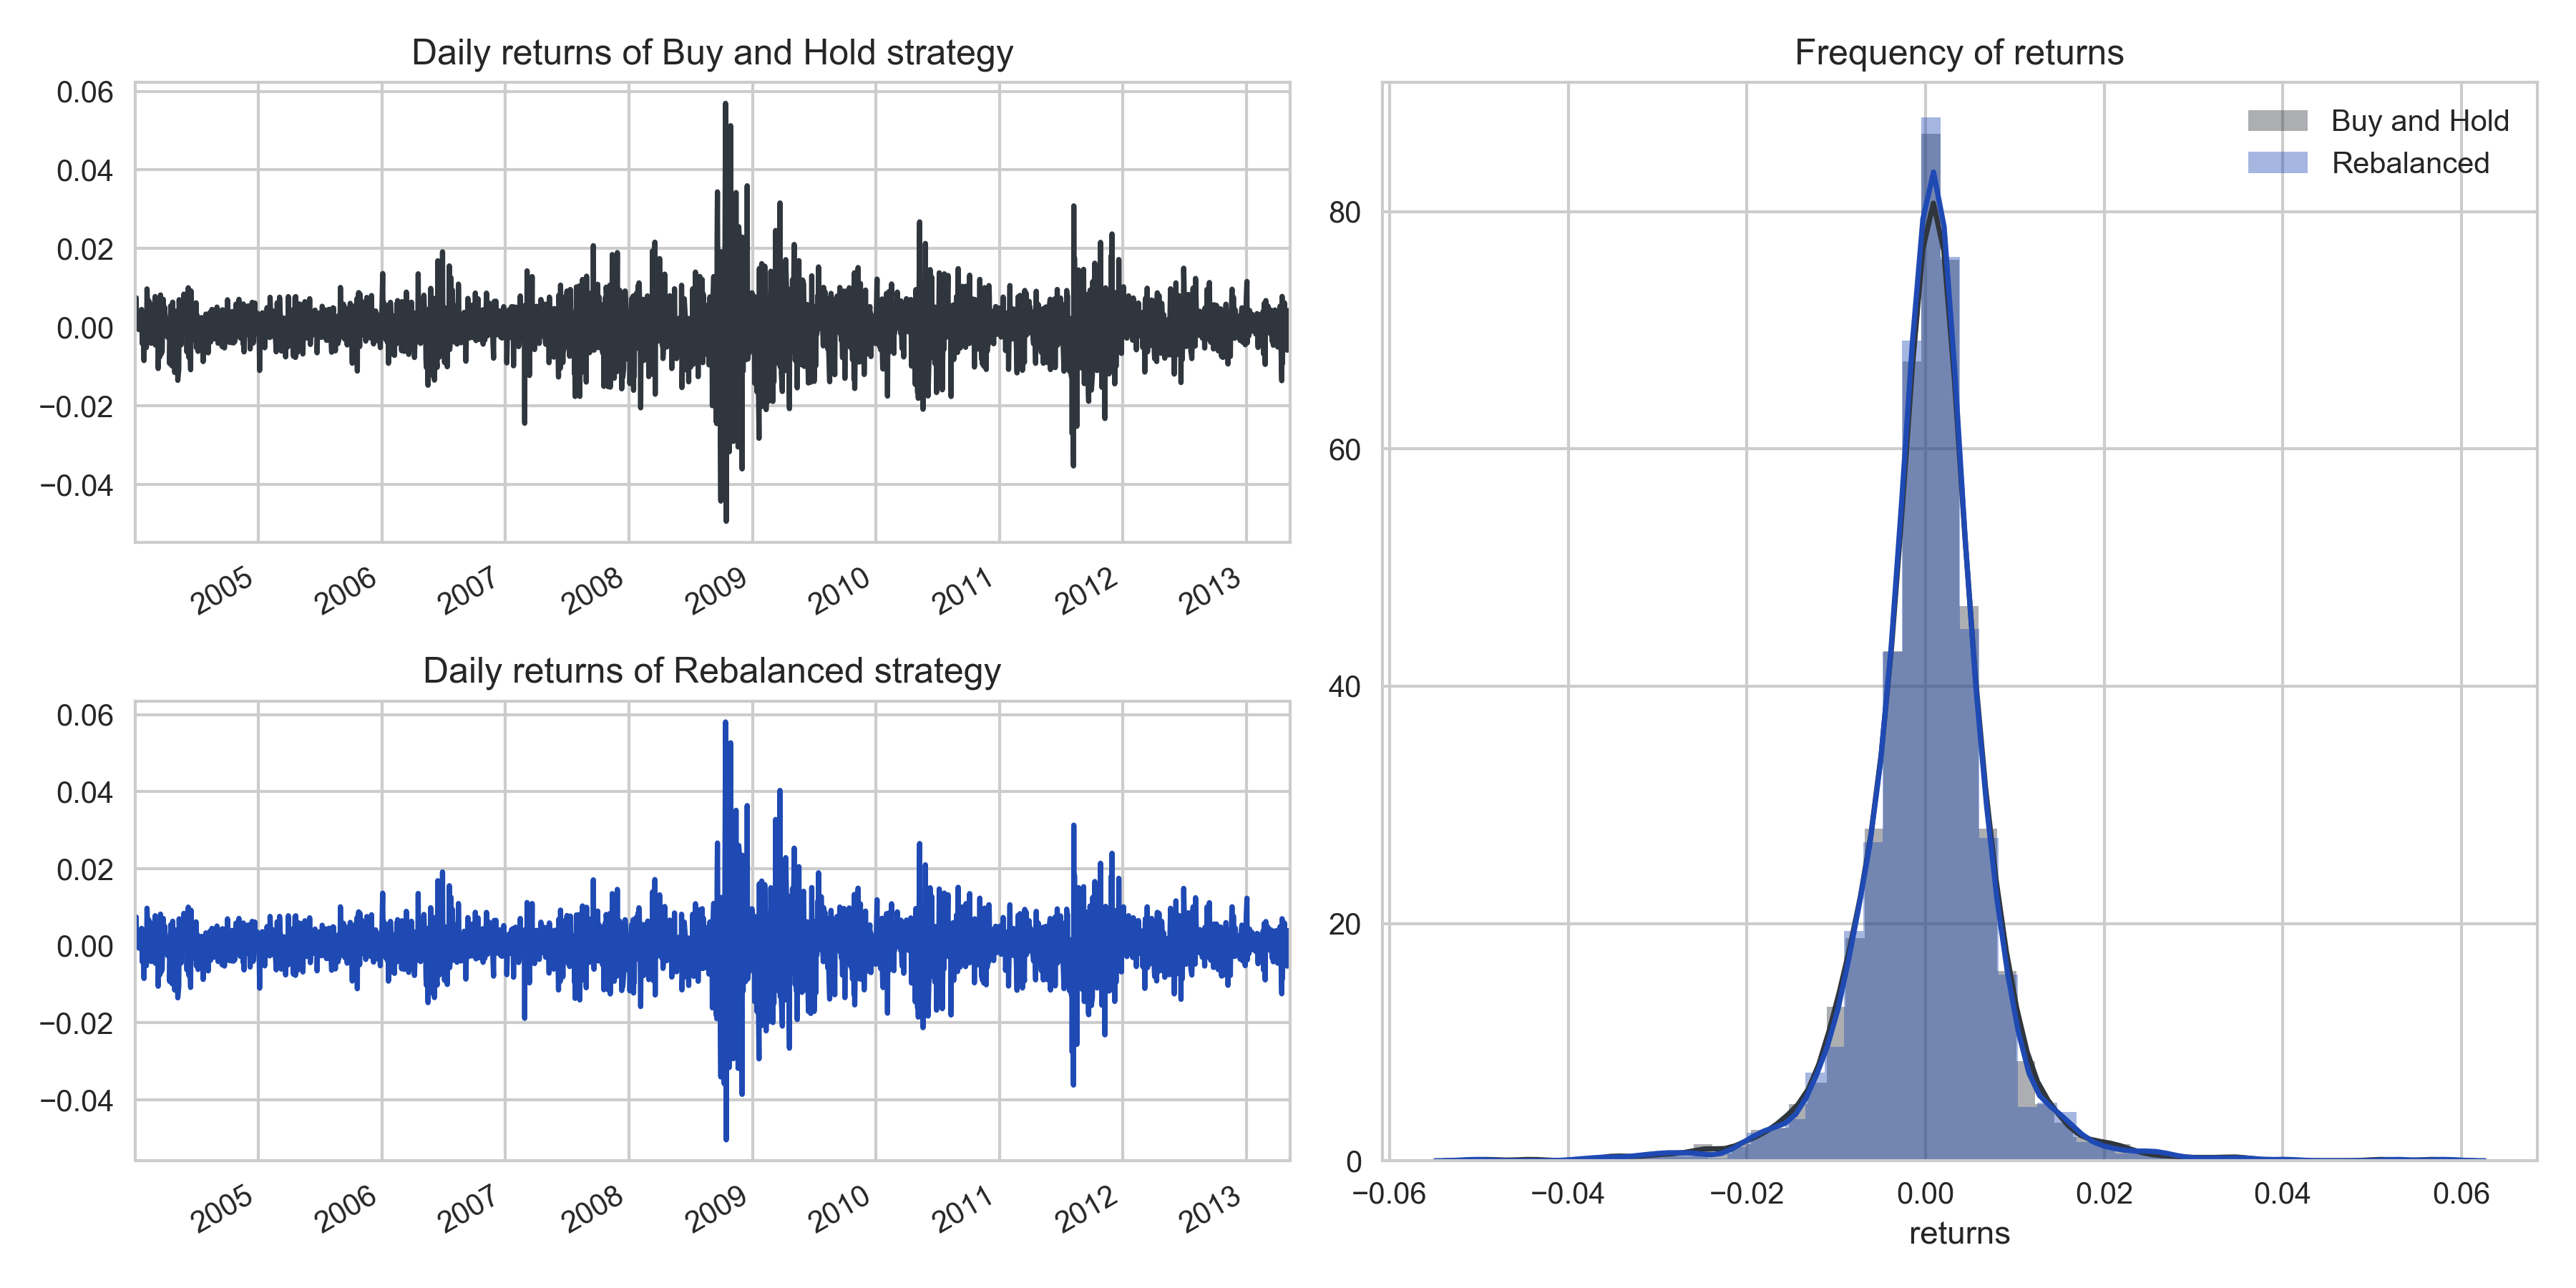 Daily returns of Buy and Hold strategy
0.06
0.04
0.02
0.00
−0.02
−0.04
2005 2006 2007 2008 2009 2010 2011 2012 2013
Daily returns of Rebalanced strategy
0.06
0.04
0.02
0.00
−0.02
−0.04
2005 2006 2007 2008 2009 2010 2011 2012 2013
Frequency of returns
Buy and Hold
Rebalanced
80
60
40
20
0
−0.06 −0.04 −0.02 0.00 0.02 0.04 0.06
returns